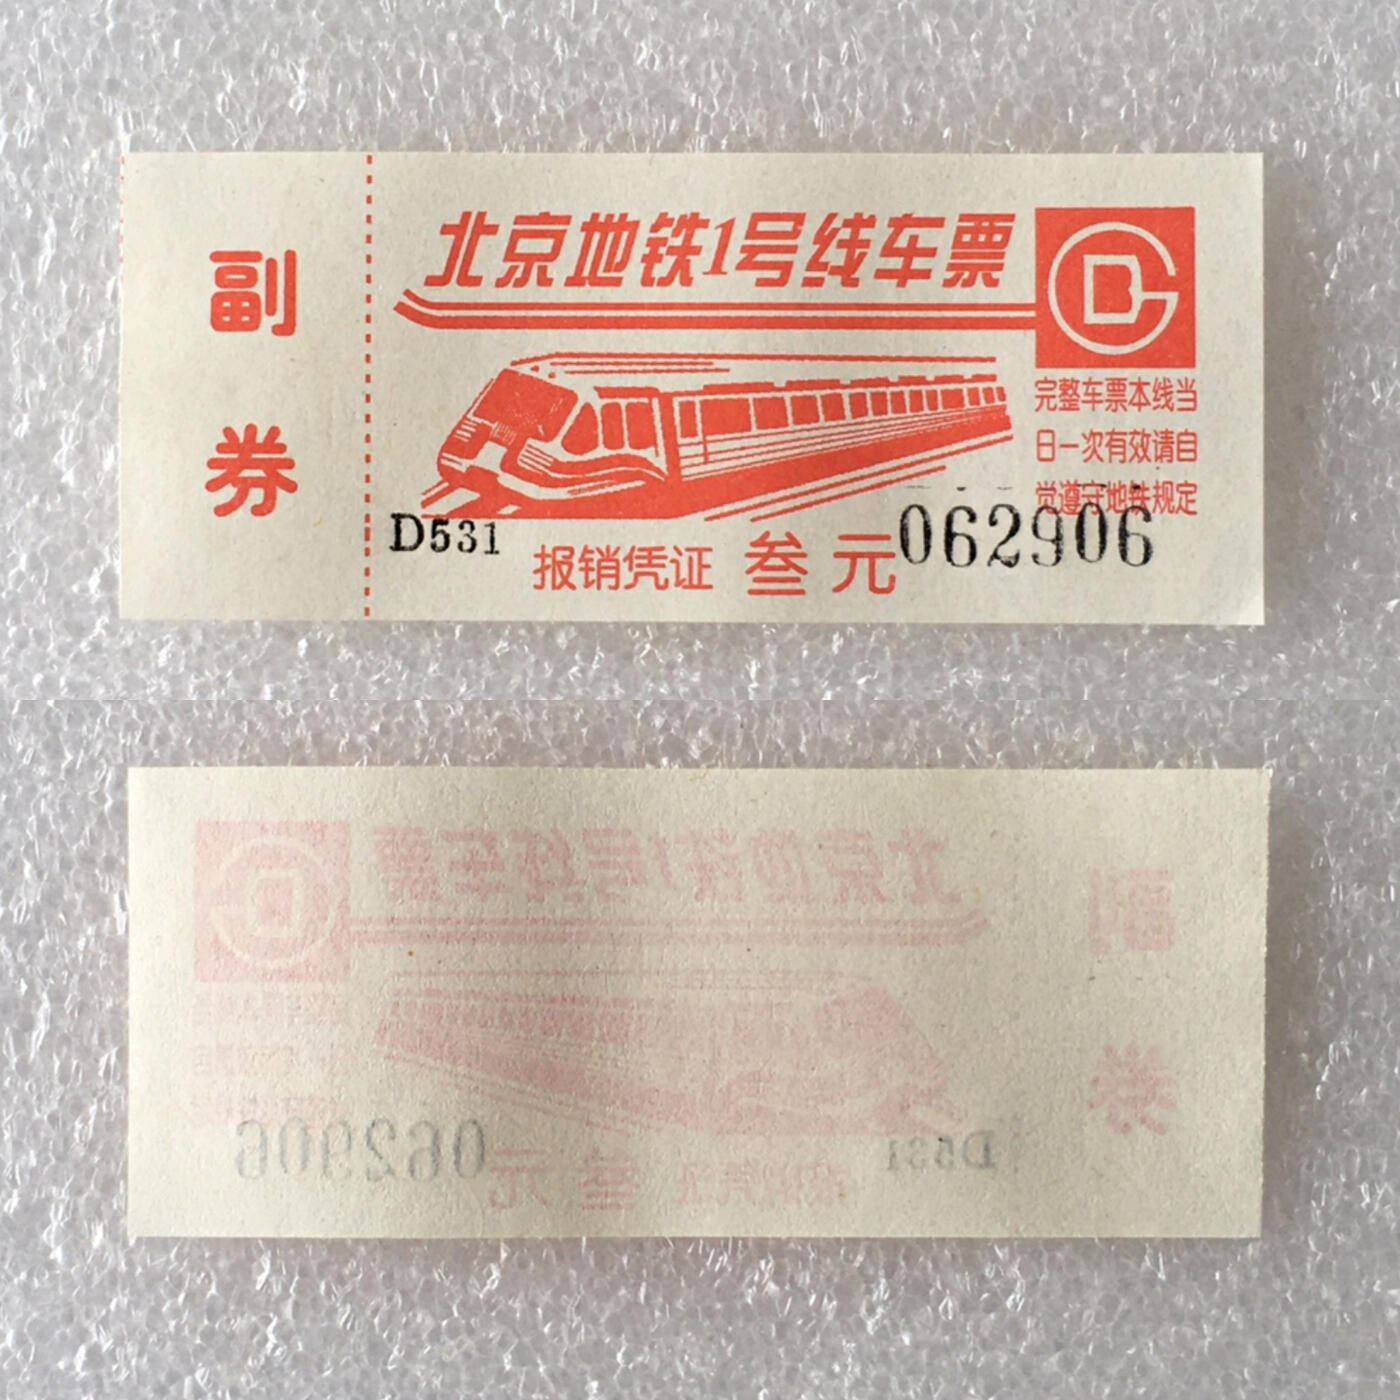 副
券
北京地铁1号线车票
完整车票本线当
日一次有效请自
觉遵守地铁规定
D531
报销凭证 叁元
062906